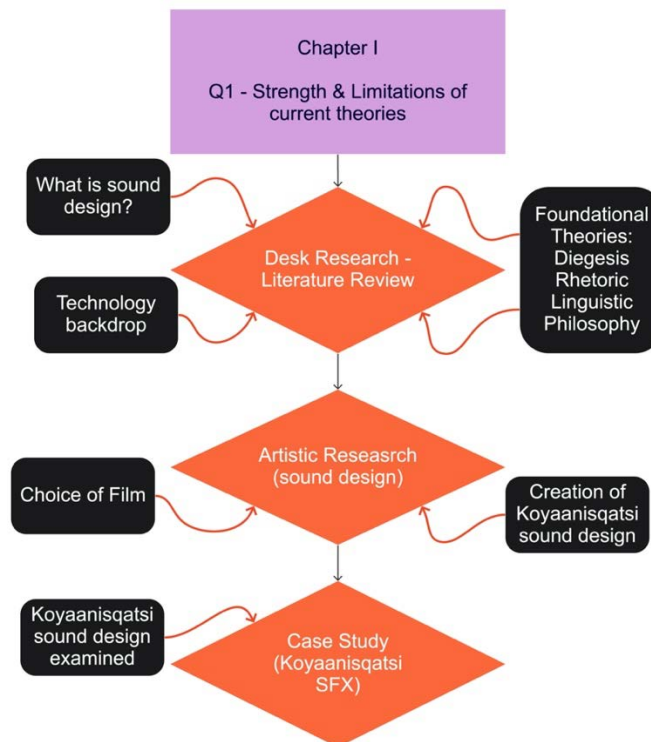 Chapter I
Q1 - Strength & Limitations of
current theories
What is sound
design?
Foundational
Theories:
Diegesis
Rhetoric
Linguistic
Philosophy
Desk Research -
Literature Review
Technology
backdrop
Artistic Researsrch
(sound design)
Choice of Film
Creation of
Koyaanisqatsi
sound design
Koyaanisqatsi
sound design
examined
Case Study
(Koyaanisqatsi
SFX)